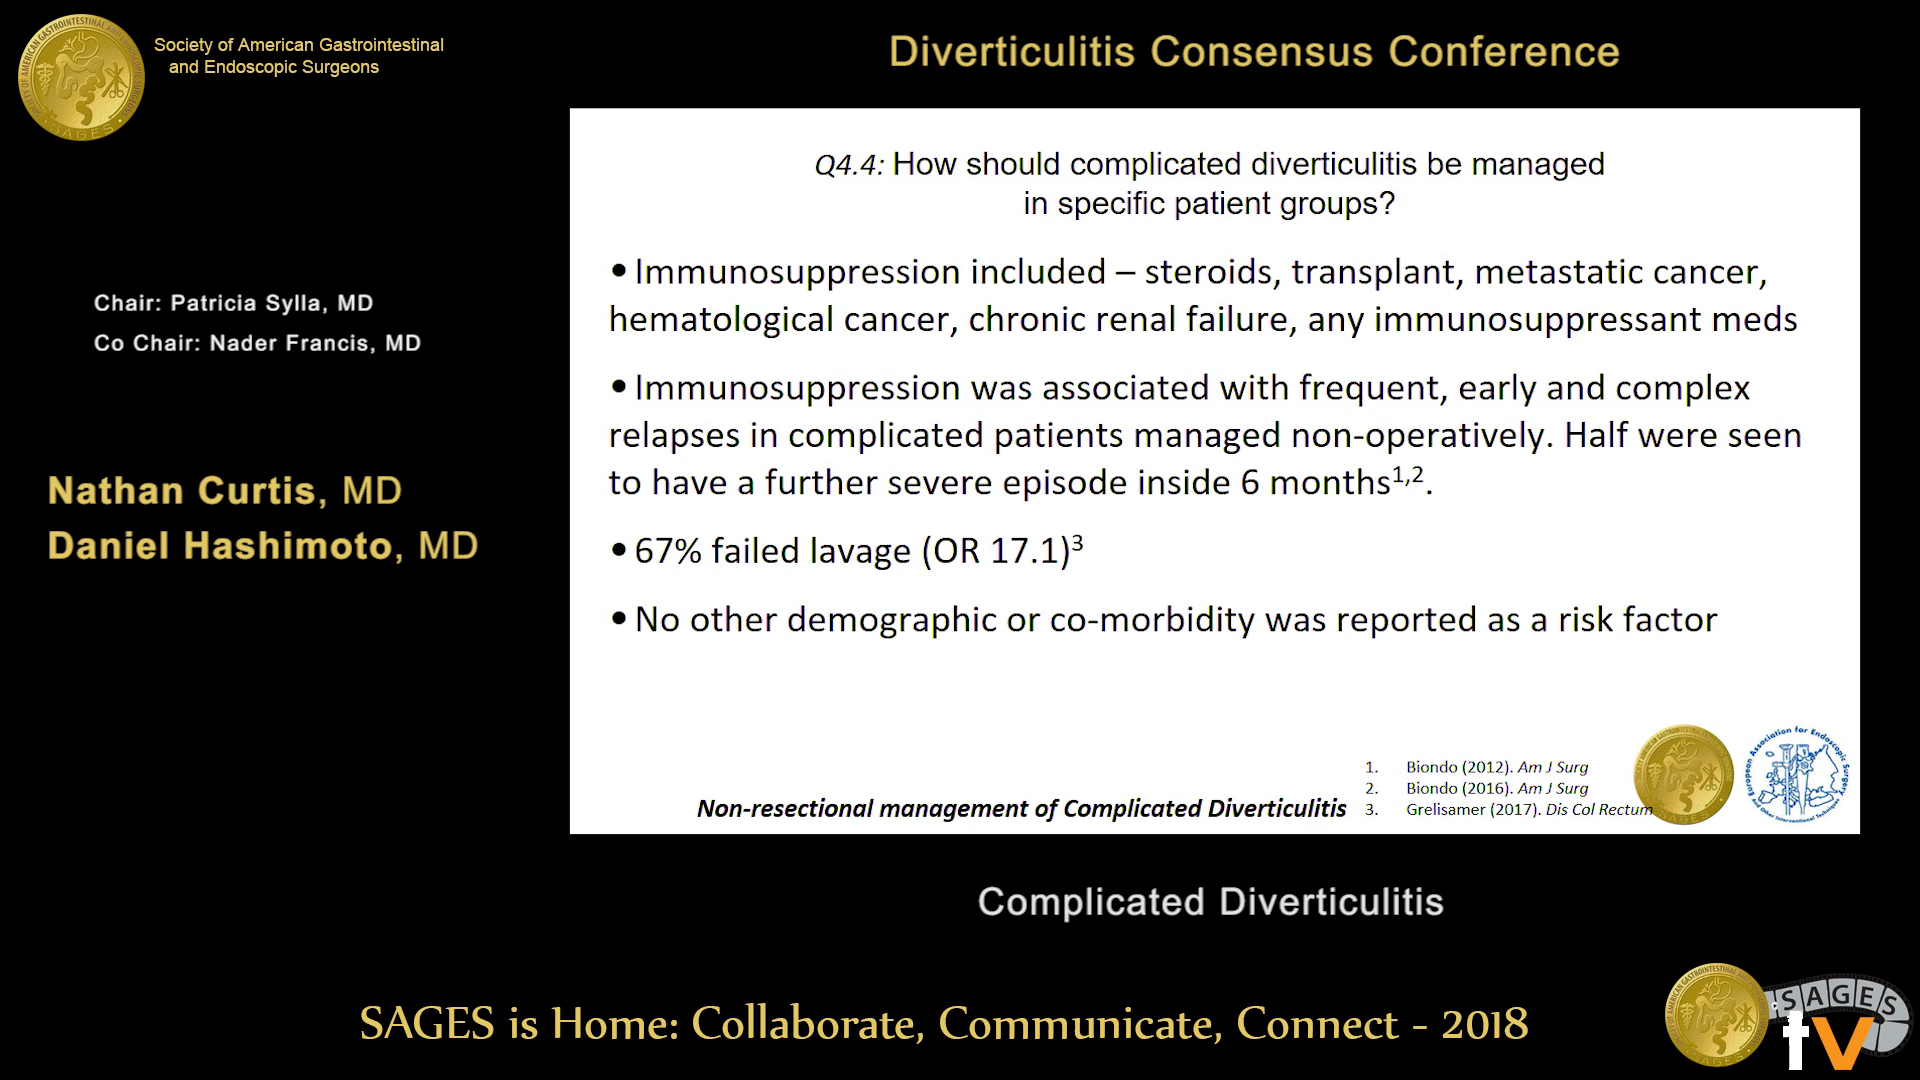 Society of American Gastrointestinal
and Endoscopic Surgeons
Diverticulitis Consensus Conference
Chair: Patricia Sylla, MD
Co Chair: Nader Francis, MD
Nathan Curtis, MD
Daniel Hashimoto, MD
Q4.4: How should complicated diverticulitis be managed
in specific patient groups?
•Immunosuppression included – steroids, transplant, metastatic cancer,
hematological cancer, chronic renal failure, any immunosuppressant meds
•Immunosuppression was associated with frequent, early and complex
relapses in complicated patients managed non-operatively. Half were seen
to have a further severe episode inside 6 months1,2.
•67% failed lavage (OR 17.1)3
•No other demographic or co-morbidity was reported as a risk factor
Non-resectional management of Complicated Diverticulitis
1. Biondo (2012). Am J Surg
2. Biondo (2016). Am J Surg
3. Grelisamer (2017). Dis Col Rectum
European Association for Endoscopic Surgery
Complicated Diverticulitis
SAGES is Home: Collaborate, Communicate, Connect - 2018
SAGES
tv